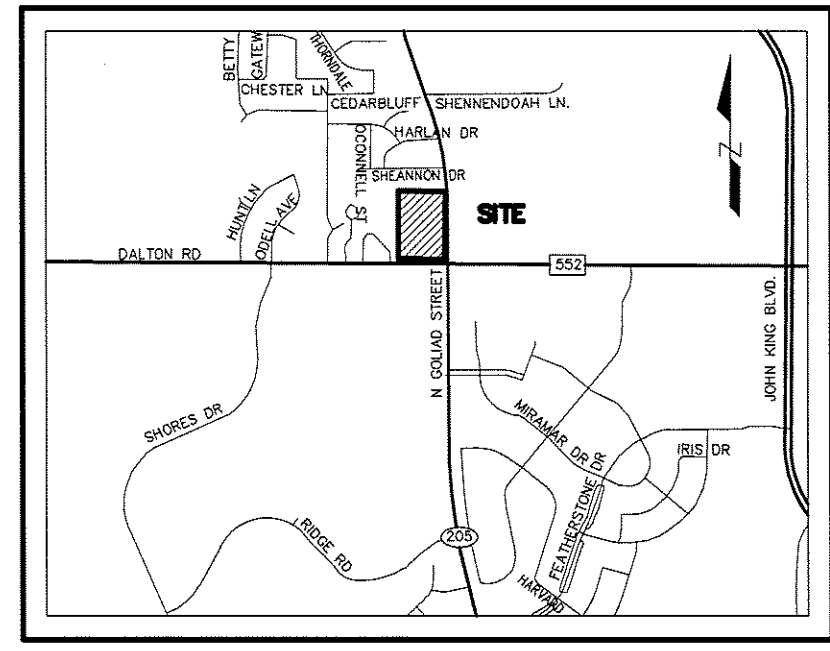 BETTY
GATEW
THORNDALE
CHESTER LN
CEDARBLUFF
SHENNENDOAH LN.
HARLAN DR
OCONNELL ST
SHEANNON DR
N
HUNT LN
ODELL AVE
SITE
DALTON RD
552
N GOLIAD STREET
JOHN KING BLVD.
SHORES DR
MIRAMAR DR DR
IRIS DR
FEATHERSTONE DR
RIDGE RD
205
HARVARD